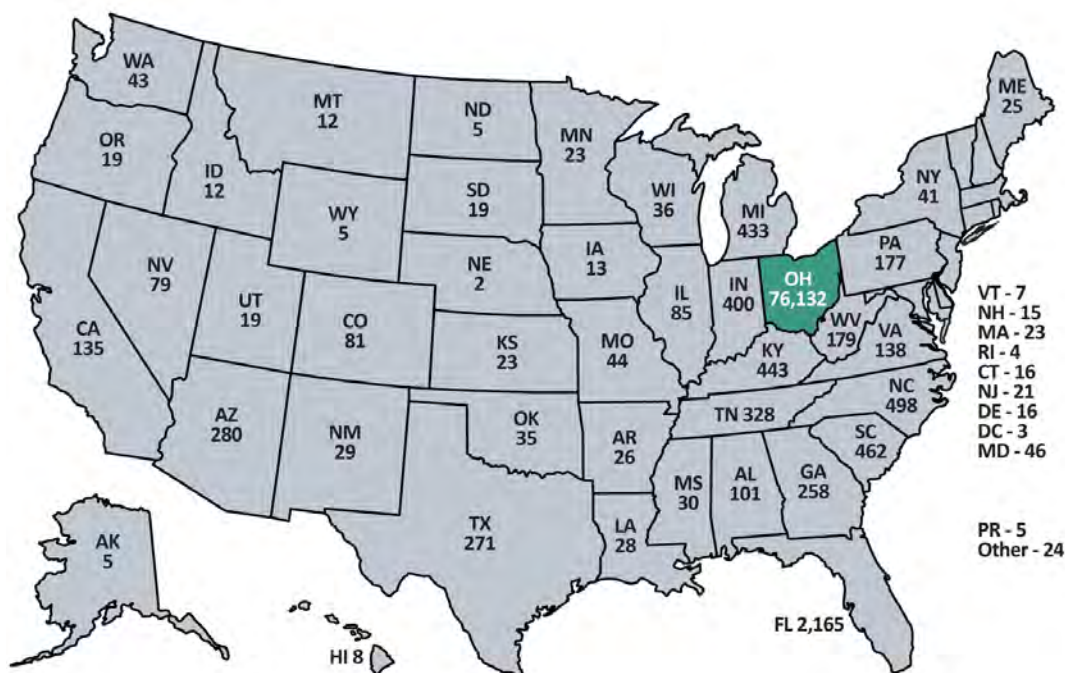 WA
43
OR
19
ID
12
MT
12
ND
5
SD
19
WY
5
NE
2
MN
23
WI
36
MI
433
IA
13
NV
79
UT
19
CO
81
KS
23
MO
44
IL
85
IN
400
OH
76,132
PA
177
NY
41
ME
25
WV
179
VA
138
KY
443
CA
135
AZ
280
NM
29
OK
35
AR
26
TN 328
NC
498
SC
462
MS
30
AL
101
GA
258
TX
271
LA
28
FL 2,165
AK
5
HI 8
VT - 7
NH - 15
MA - 23
RI - 4
CT - 16
NJ - 21
DE - 16
DC - 3
MD - 46
PR - 5
Other - 24